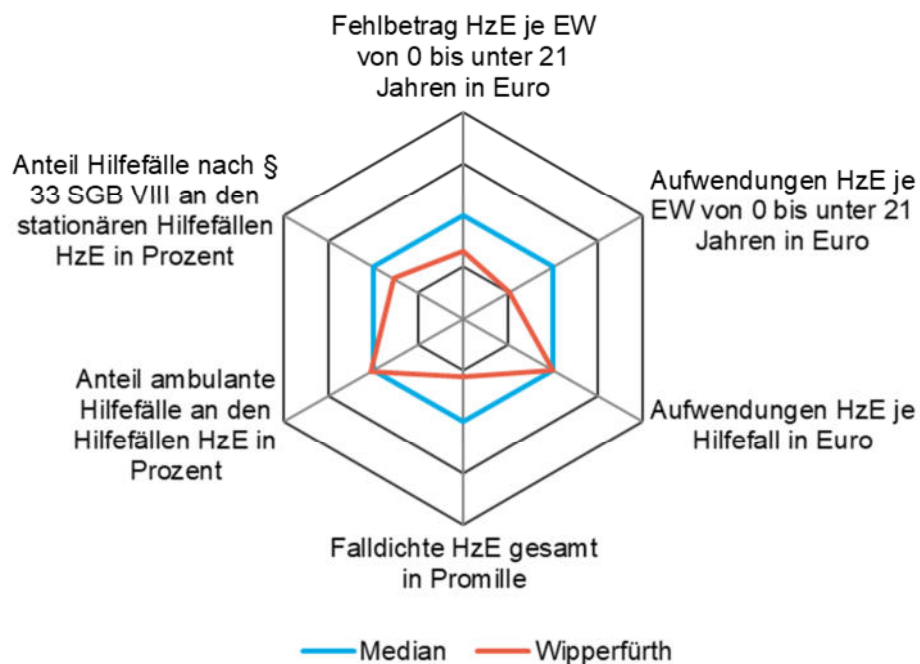 Fehlbetrag HzE je EW
von 0 bis unter 21
Jahren in Euro
Anteil Hilfefälle nach §
33 SGB VIII an den
stationären Hilfefällen
HzE in Prozent
Aufwendungen HzE je
EW von 0 bis unter 21
Jahren in Euro
Anteil ambulante
Hilfefälle an den
Hilfefällen HzE in
Prozent
Aufwendungen HzE je
Hilfefall in Euro
Falldichte HzE gesamt
in Promille
Median
Wipperfürth